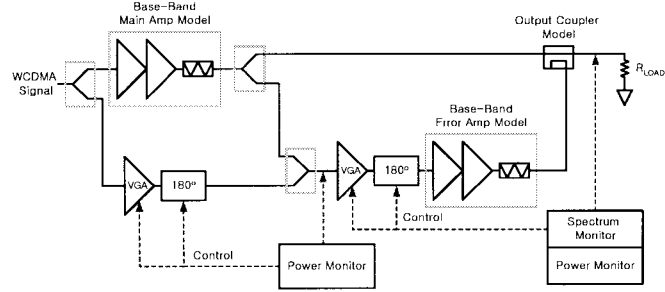 Base-Band
Main Amp Model
Output Coupler
Model
WCDMA
Signal
R_LOAD
Base-Band
Error Amp Model
VGA
180°
VGA
180°
Control
Control
Power Monitor
Spectrum
Monitor
Power Monitor